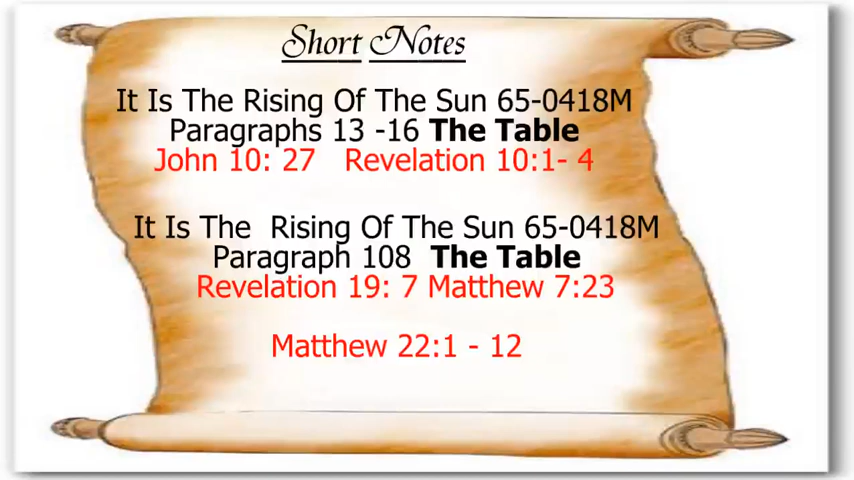 Short Notes
It Is The Rising Of The Sun 65-0418M
Paragraphs 13 -16 The Table
John 10: 27 Revelation 10:1- 4
It Is The Rising Of The Sun 65-0418M
Paragraph 108 The Table
Revelation 19: 7 Matthew 7:23
Matthew 22:1 - 12